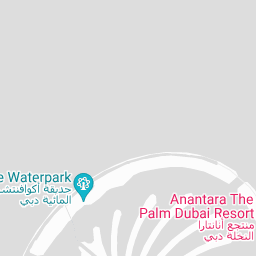 e Waterpark
حديقة أكوافنتشر
المائية دبي
Anantara The
Palm Dubai Resort
منتجع أنانتارا
النخلة دبي